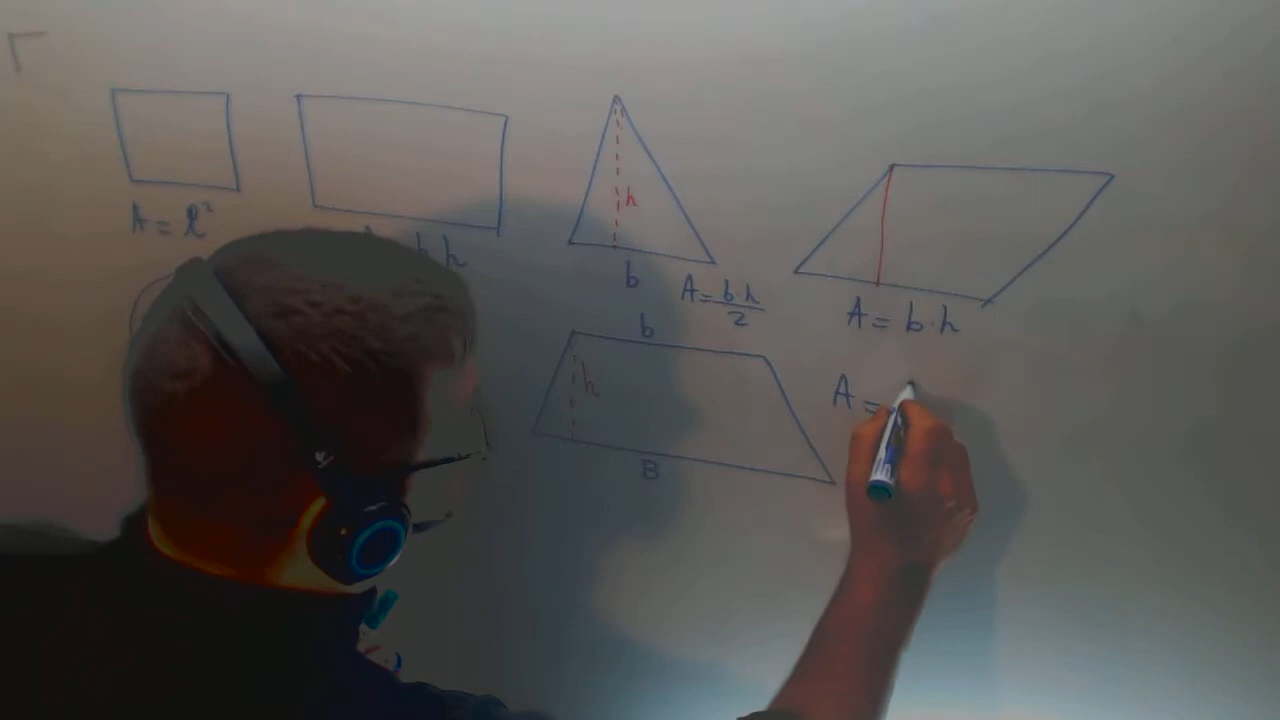 A = l²
b h
h
b
A = b h / 2
A = b · h
b
h
B
A =